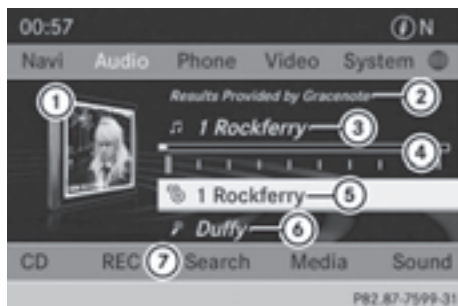 00:57 i N
Navi Audio Phone Video System
1
Results Provided by Gracenote 2
1 Rockferry 3
4
1 Rockferry 5
Duffy 6
CD REC 7 Search Media Sound
P82.87-7599-31